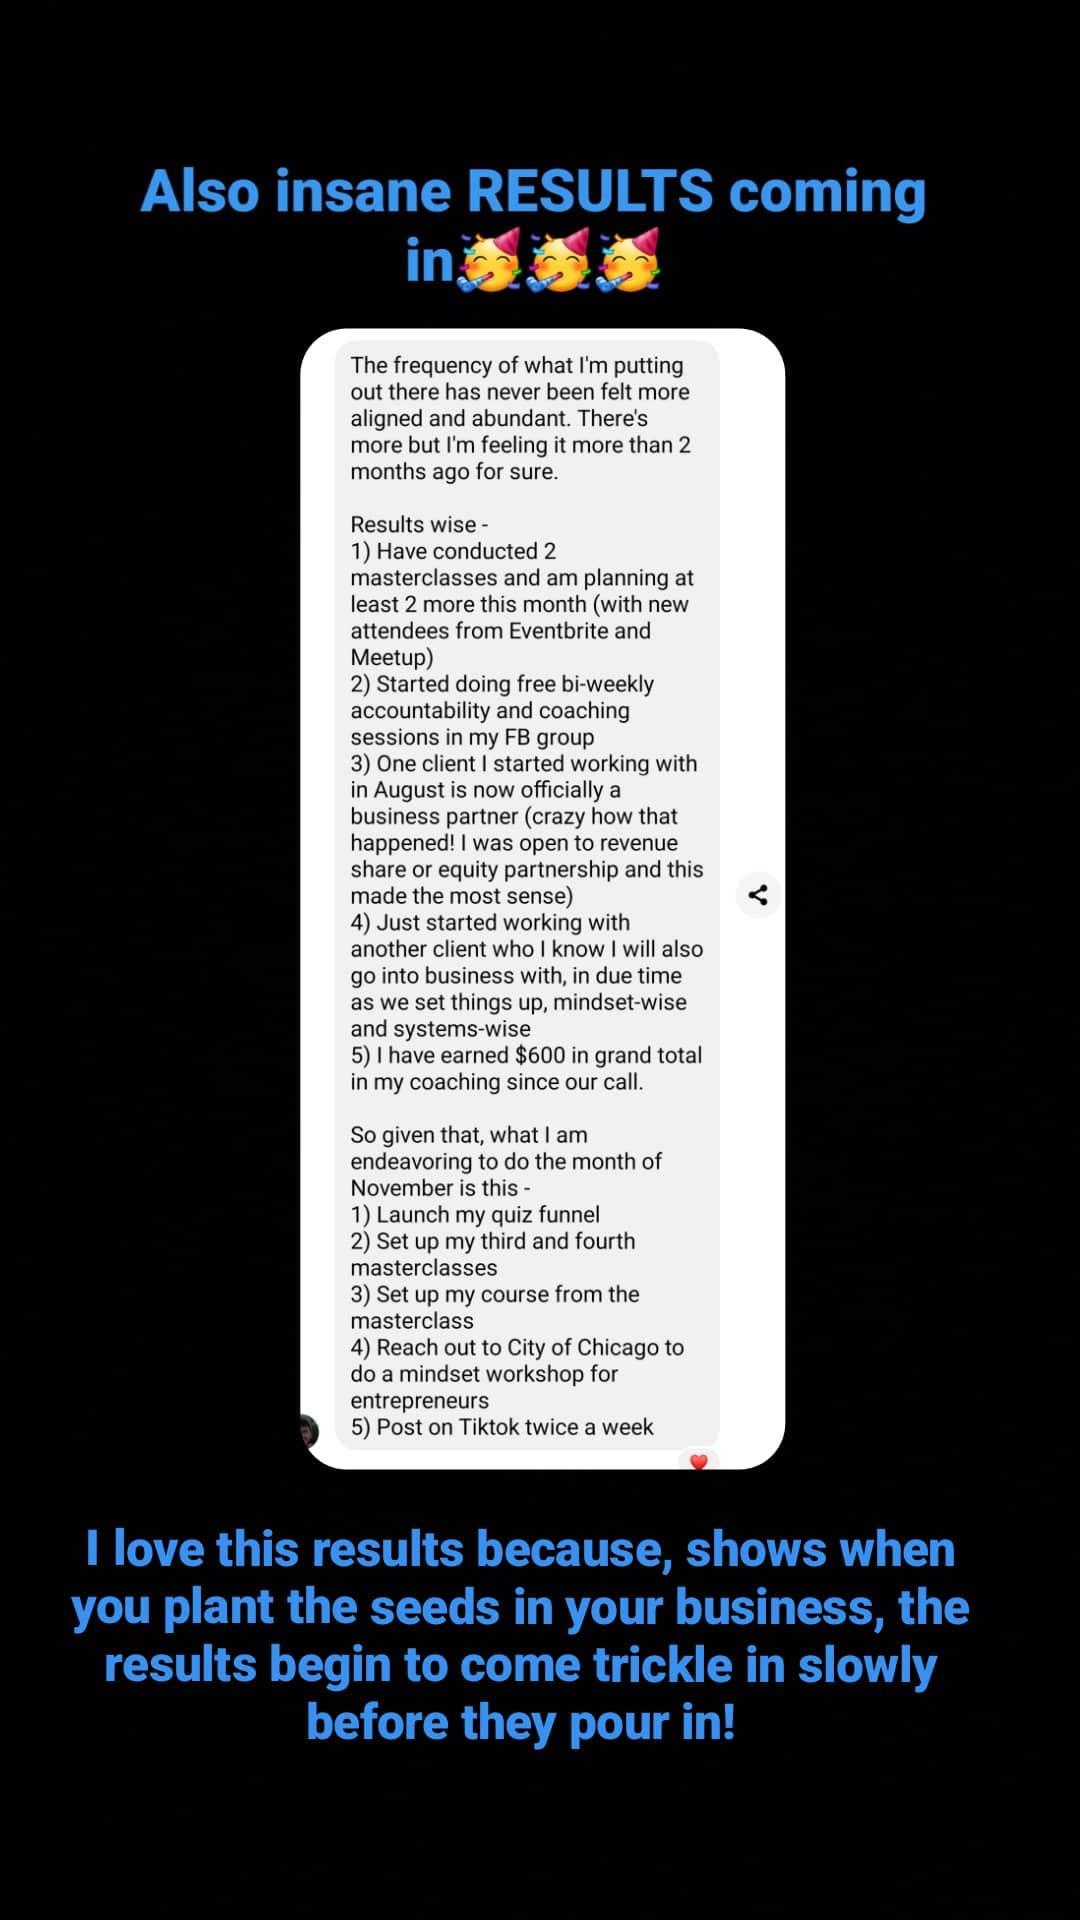 Also insane RESULTS coming
in🥳🥳🥳
The frequency of what I'm putting
out there has never been felt more
aligned and abundant. There's
more but I'm feeling it more than 2
months ago for sure.
Results wise -
1) Have conducted 2
masterclasses and am planning at
least 2 more this month (with new
attendees from Eventbrite and
Meetup)
2) Started doing free bi-weekly
accountability and coaching
sessions in my FB group
3) One client I started working with
in August is now officially a
business partner (crazy how that
happened! I was open to revenue
share or equity partnership and this
made the most sense)
4) Just started working with
another client who I know I will also
go into business with, in due time
as we set things up, mindset-wise
and systems-wise
5) I have earned $600 in grand total
in my coaching since our call.
So given that, what I am
endeavoring to do the month of
November is this -
1) Launch my quiz funnel
2) Set up my third and fourth
masterclasses
3) Set up my course from the
masterclass
4) Reach out to City of Chicago to
do a mindset workshop for
entrepreneurs
5) Post on Tiktok twice a week
I love this results because, shows when
you plant the seeds in your business, the
results begin to come trickle in slowly
before they pour in!